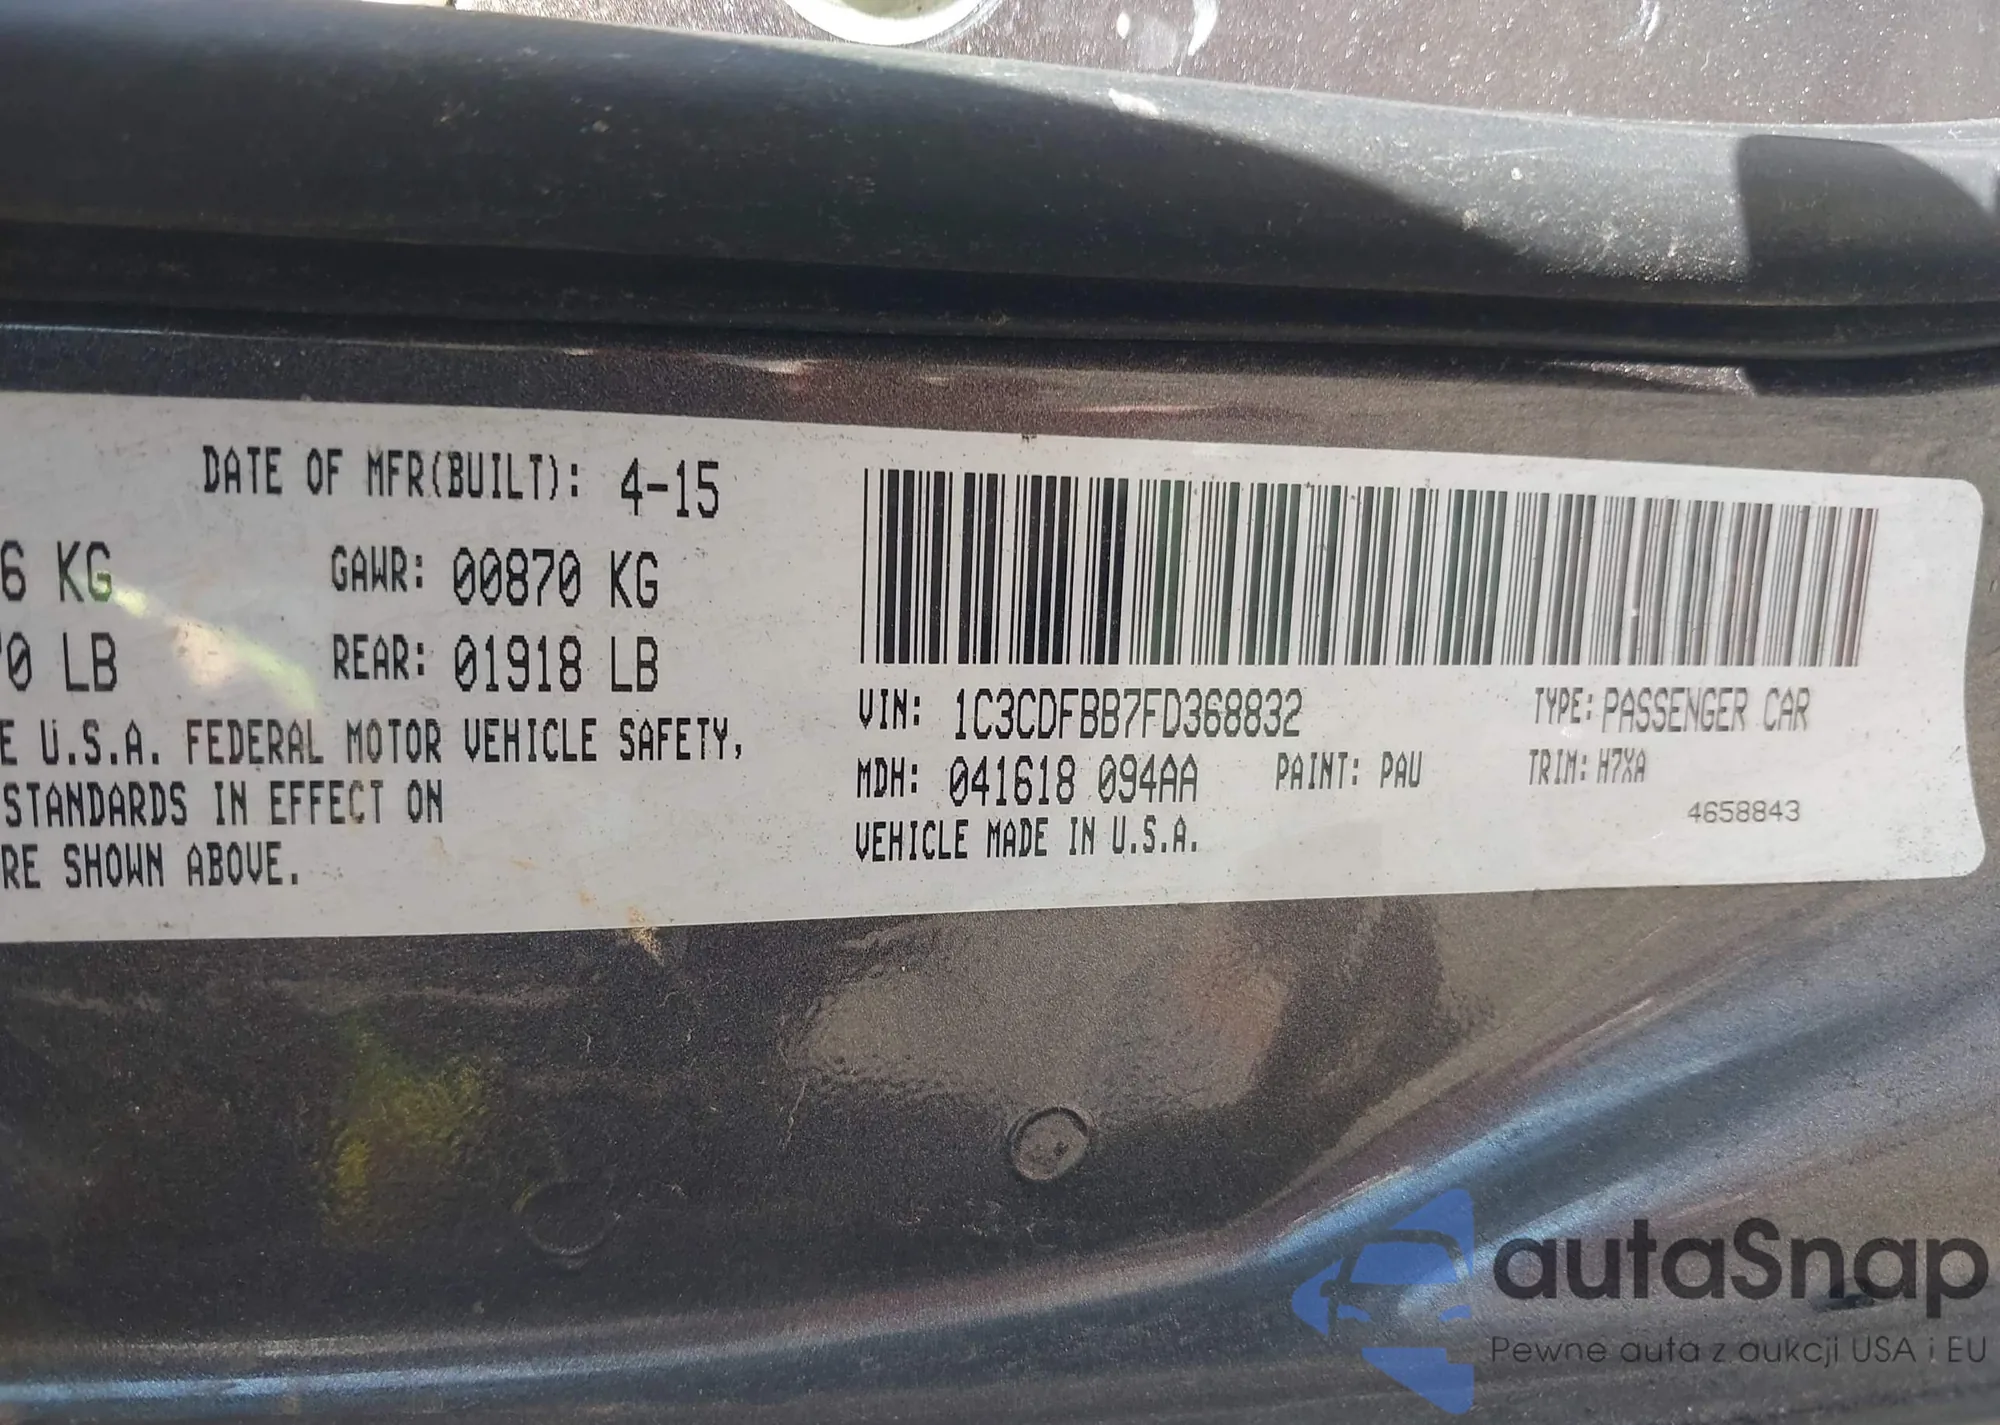 DATE OF MFR(BUILT): 4-15
6 KG GAWR: 00870 KG
0 LB REAR: 01918 LB
E U.S.A. FEDERAL MOTOR VEHICLE SAFETY,
STANDARDS IN EFFECT ON
RE SHOWN ABOVE.
VIN: 1C3CDFBB7FD368832 TYPE: PASSENGER CAR
MDH: 041618 094AA PAINT: PAU TRIM: H7XA
4658843
VEHICLE MADE IN U.S.A.
autaSnap
Pewne auta z aukcji USA i EU